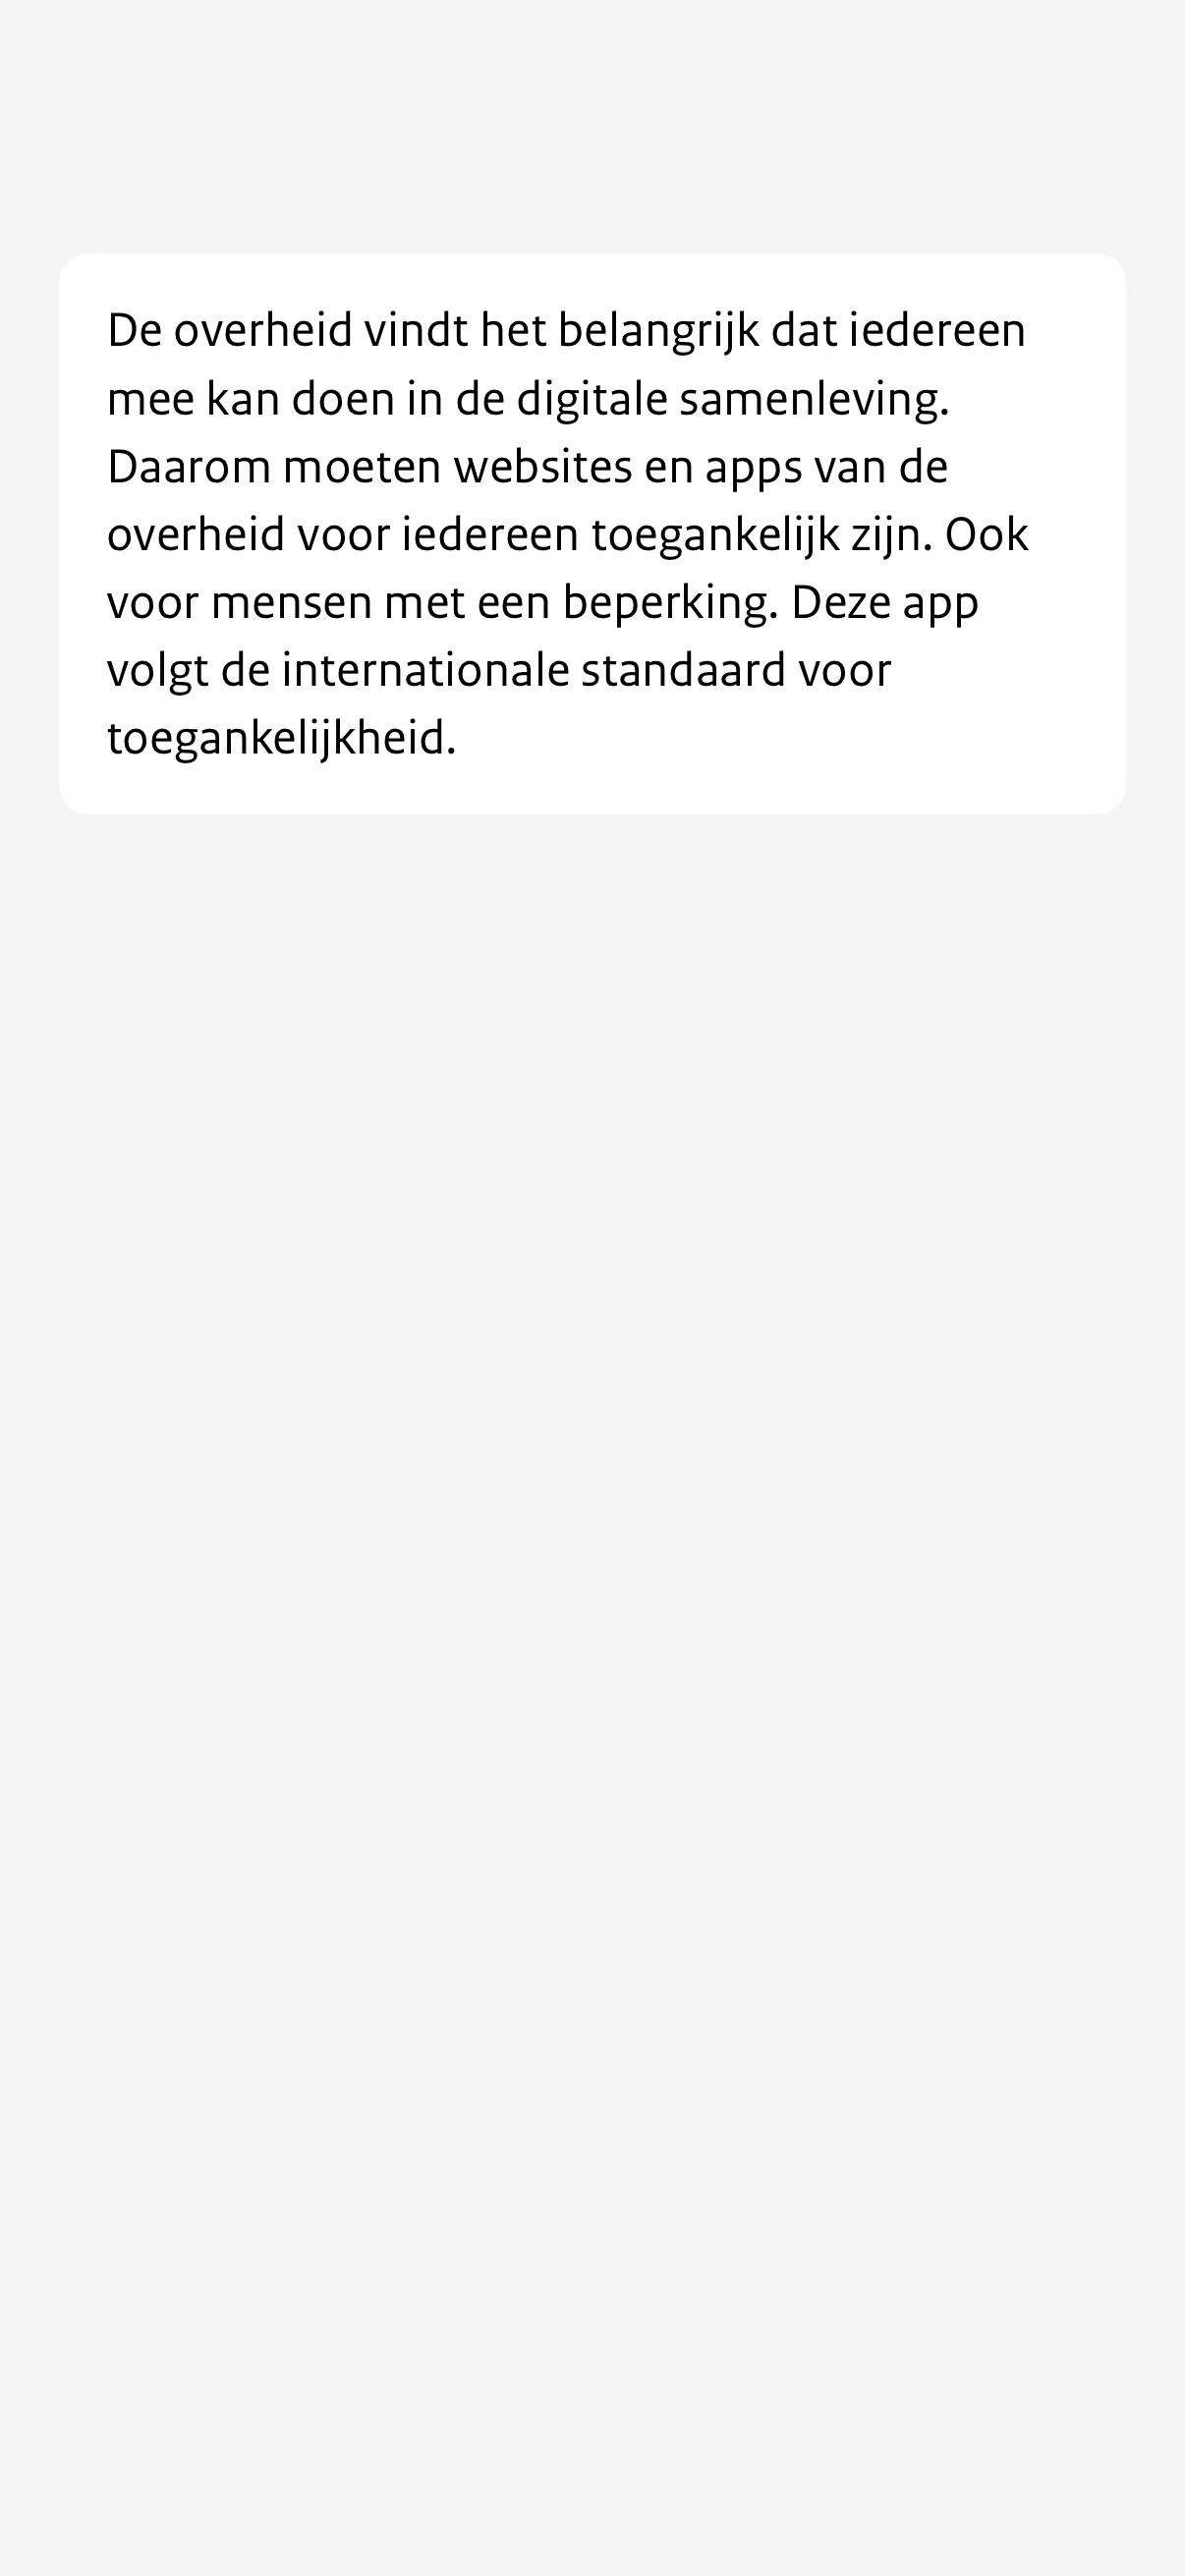 De overheid vindt het belangrijk dat iedereen
mee kan doen in de digitale samenleving.
Daarom moeten websites en apps van de
overheid voor iedereen toegankelijk zijn. Ook
voor mensen met een beperking. Deze app
volgt de internationale standaard voor
toegankelijkheid.